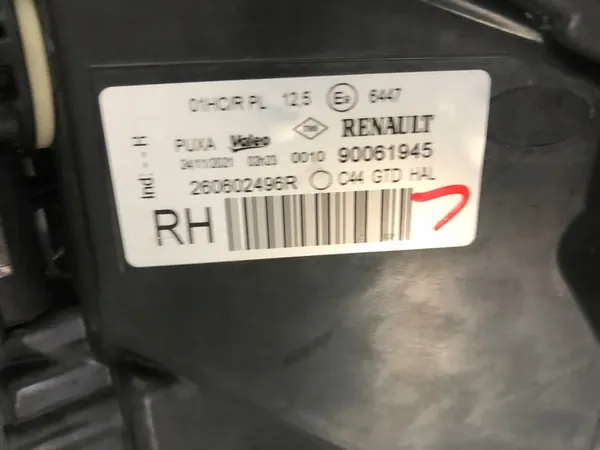 01HC/R PL 12,5 E9 6447
PUXA Valeo RENAULT
24/11/2021 02h23 0010 90061945
260602496R C44 GTD HAL
RH
Ind. - H